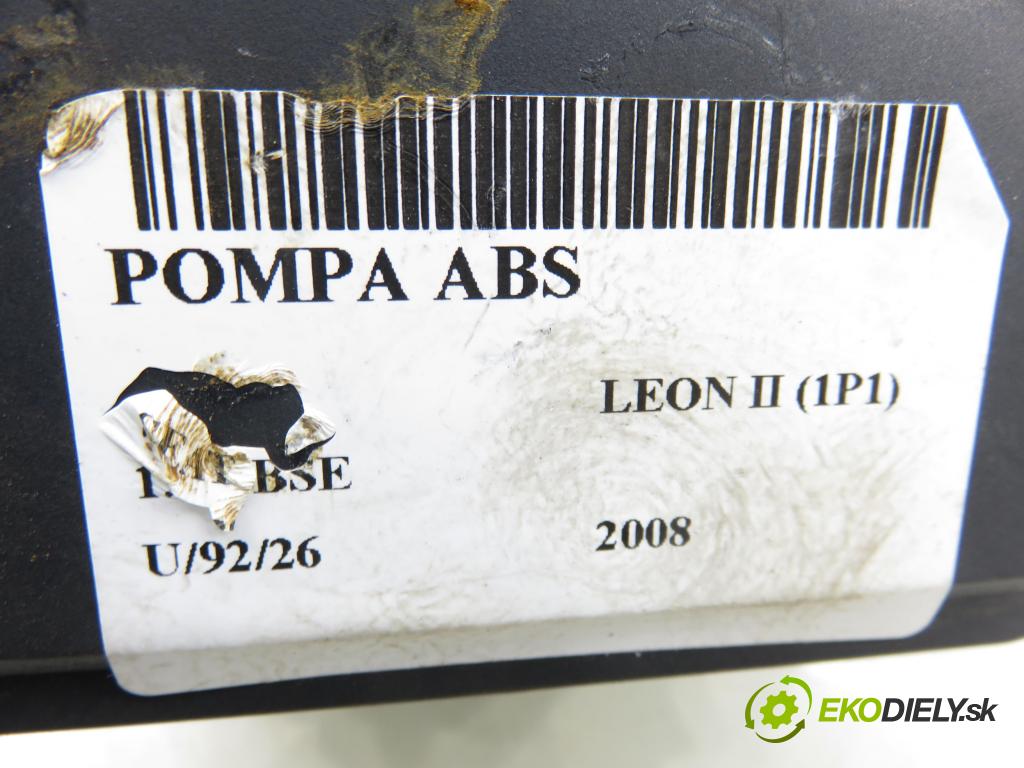 POMPA ABS
LEON II (1P1)
BSE
U/92/26 2008
EKODIELY.sk